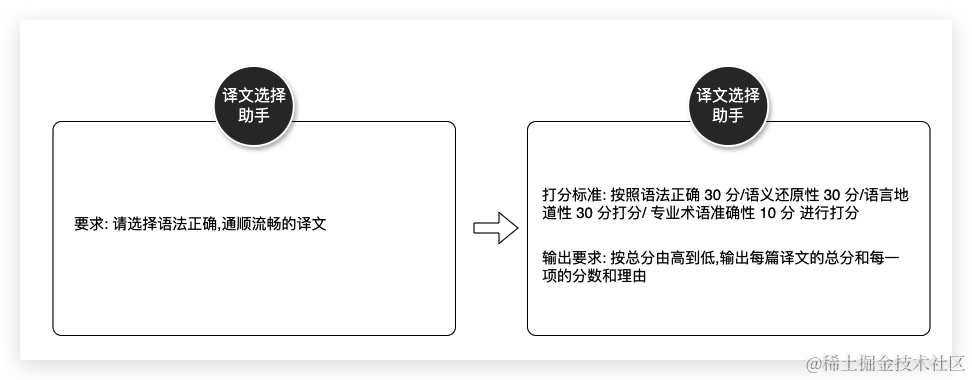 译文选择
助手
要求: 请选择语法正确,通顺流畅的译文
译文选择
助手
打分标准: 按照语法正确 30 分/语义还原性 30 分/语言地
道性 30 分打分/ 专业术语准确性 10 分 进行打分
输出要求: 按总分由高到低,输出每篇译文的总分和每一
项的分数和理由
@稀土掘金技术社区